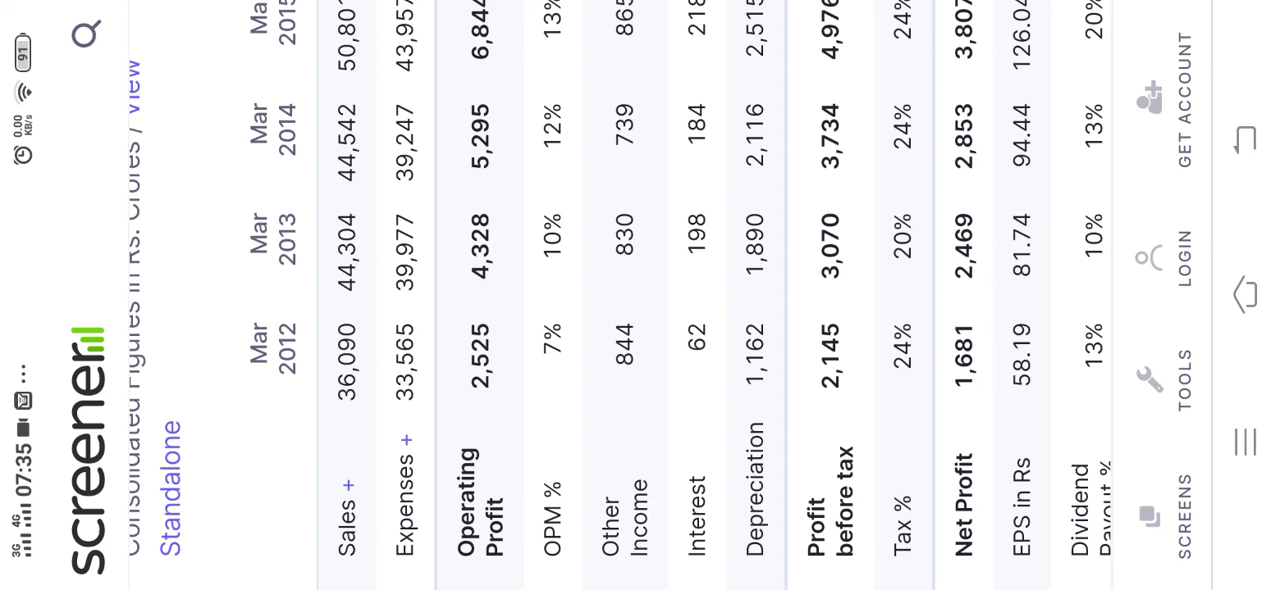 3G 4G 07:35 ... 0.00 KB/s 91
screener
Consolidated Figures in Rs. Crores / View
Standalone
Mar 2012 Mar 2013 Mar 2014 Mar 2015
Sales + 36,090 44,304 44,542 50,801
Expenses + 33,565 39,977 39,247 43,957
Operating Profit 2,525 4,328 5,295 6,844
OPM % 7% 10% 12% 13%
Other Income 844 830 739 865
Interest 62 198 184 218
Depreciation 1,162 1,890 2,116 2,515
Profit before tax 2,145 3,070 3,734 4,976
Tax % 24% 20% 24% 24%
Net Profit 1,681 2,469 2,853 3,807
EPS in Rs 58.19 81.74 94.44 126.04
Dividend Payout % 13% 10% 13% 20%
SCREENS TOOLS LOGIN GET ACCOUNT